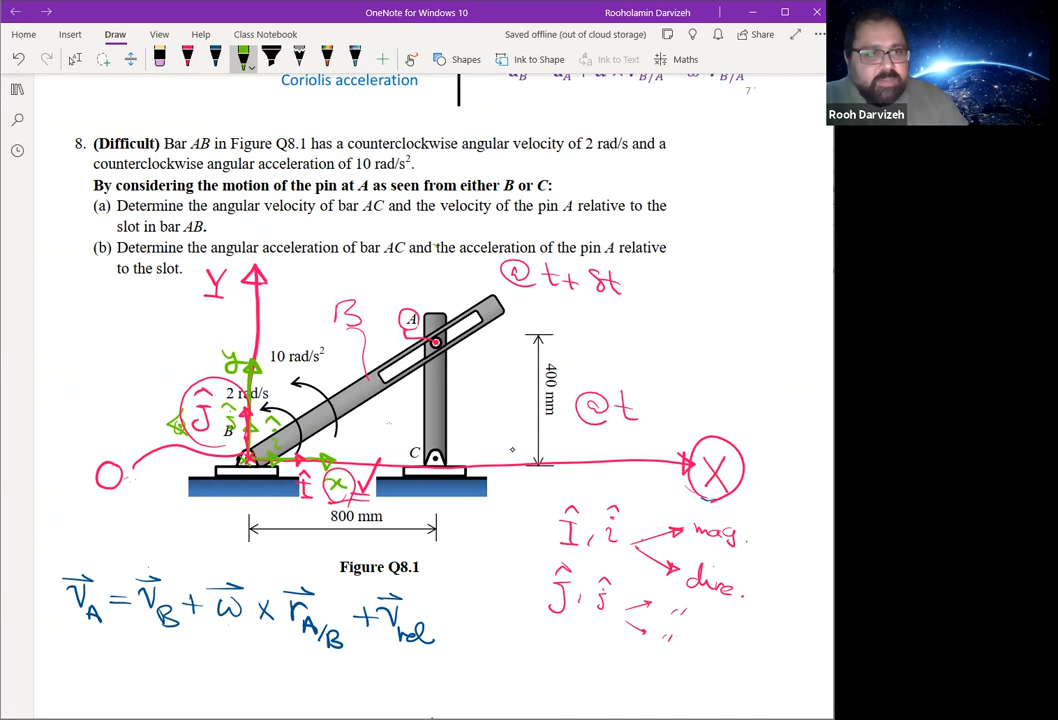 OneNote for Windows 10
Rooholamin Darvizeh
Home Insert Draw View Help Class Notebook
Saved offline (out of cloud storage)
Share
Shapes
Ink to Shape
Ink to Text
Maths
Coriolis acceleration
7
8. (Difficult) Bar AB in Figure Q8.1 has a counterclockwise angular velocity of 2 rad/s and a
counterclockwise angular acceleration of 10 rad/s².
By considering the motion of the pin at A as seen from either B or C:
(a) Determine the angular velocity of bar AC and the velocity of the pin A relative to the
slot in bar AB.
(b) Determine the angular acceleration of bar AC and the acceleration of the pin A relative
to the slot.
Y
@ t + δt
B
A
y
10 rad/s²
2 rad/s
400 mm
Ĵ
ĵ
î
@ t
B
C
O
Î
x
X
800 mm
Î, î
mag.
dire.
Ĵ, ĵ
"
"
Figure Q8.1
v⃗_A = v⃗_B + ω⃗ × r⃗_A/B + v⃗_rel
Rooh Darvizeh